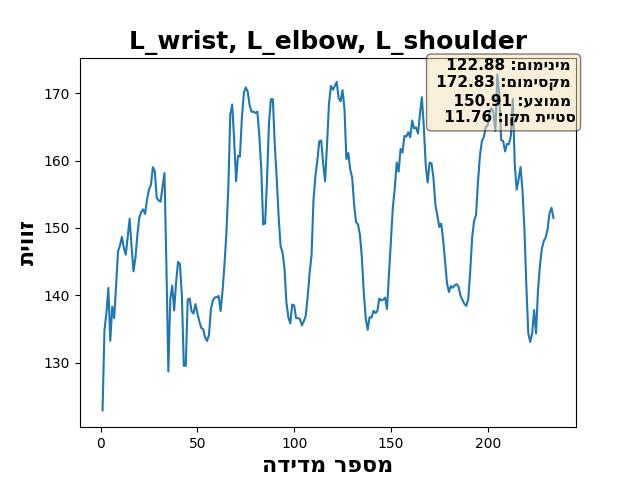 L_wrist, L_elbow, L_shoulder
מינימום: 122.88
מקסימום: 172.83
ממוצע: 150.91
סטיית תקן: 11.76
זווית
170
160
150
140
130
0 50 100 150 200
מספר מדידה